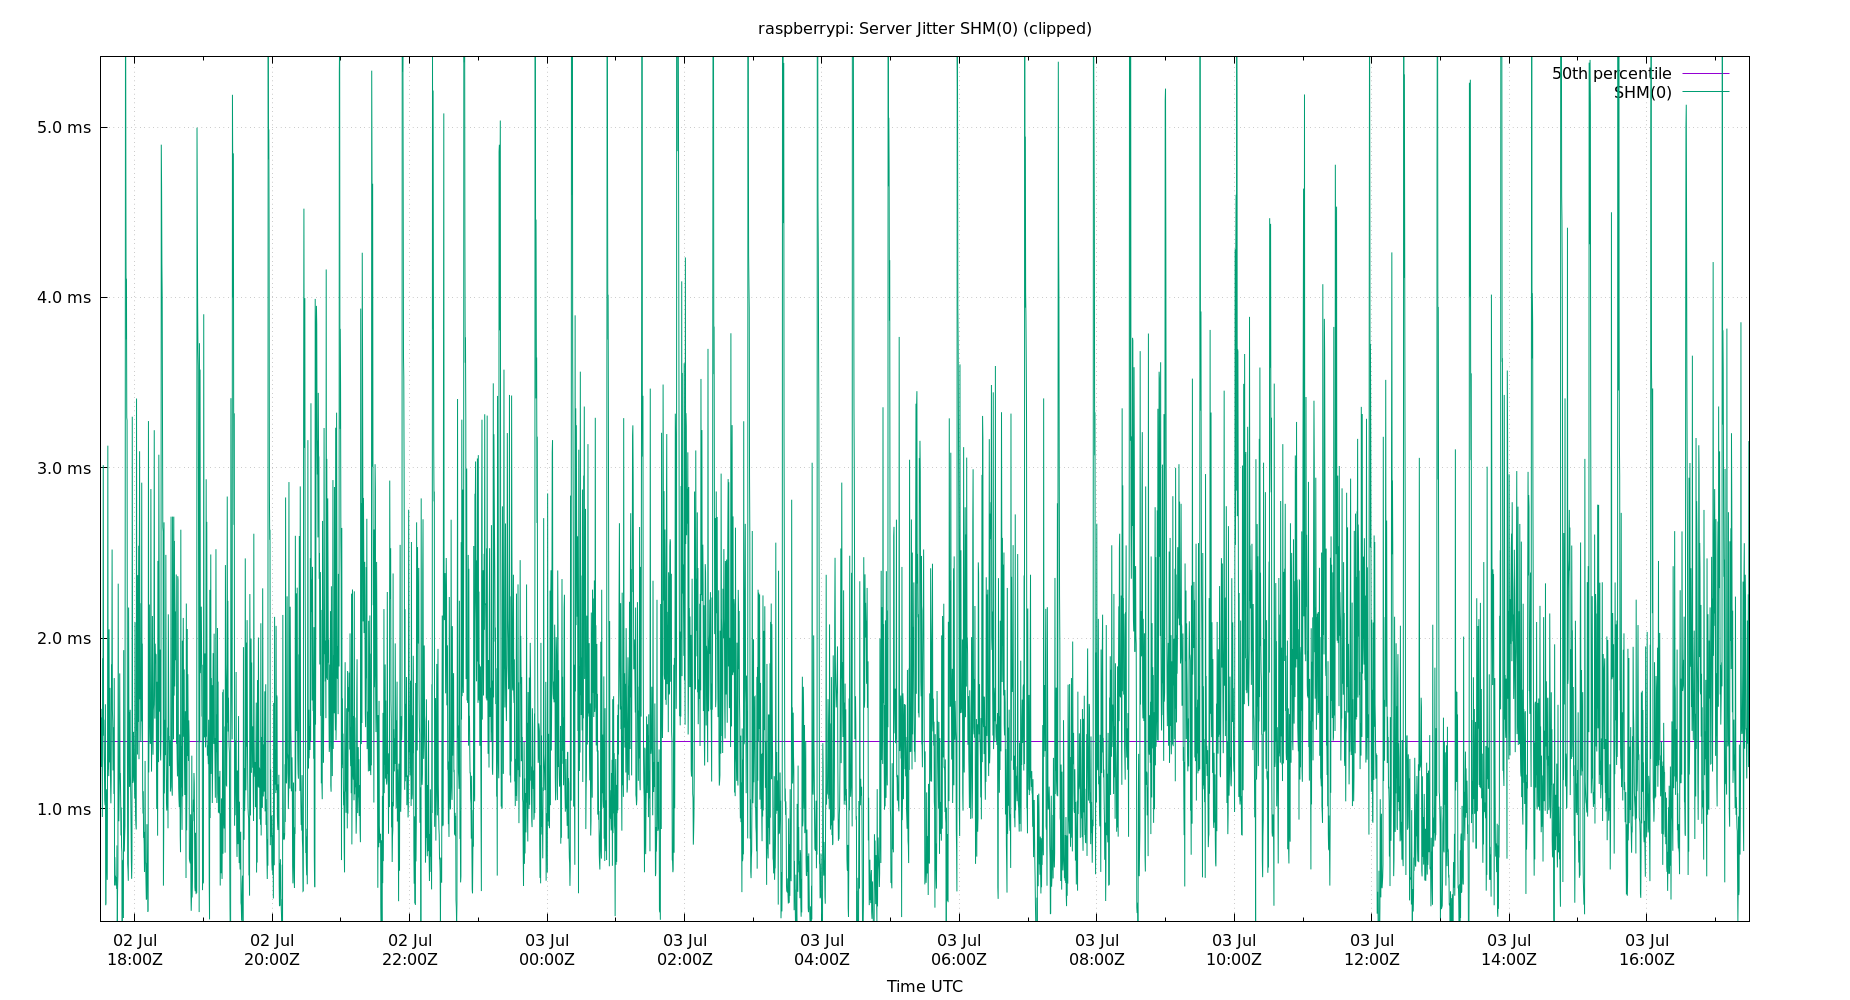 raspberrypi: Server Jitter SHM(0) (clipped)
50th percentile
SHM(0)
5.0 ms
4.0 ms
3.0 ms
2.0 ms
1.0 ms
02 Jul 02 Jul 02 Jul 03 Jul 03 Jul 03 Jul 03 Jul 03 Jul 03 Jul 03 Jul 03 Jul 03 Jul
18:00Z 20:00Z 22:00Z 00:00Z 02:00Z 04:00Z 06:00Z 08:00Z 10:00Z 12:00Z 14:00Z 16:00Z
Time UTC